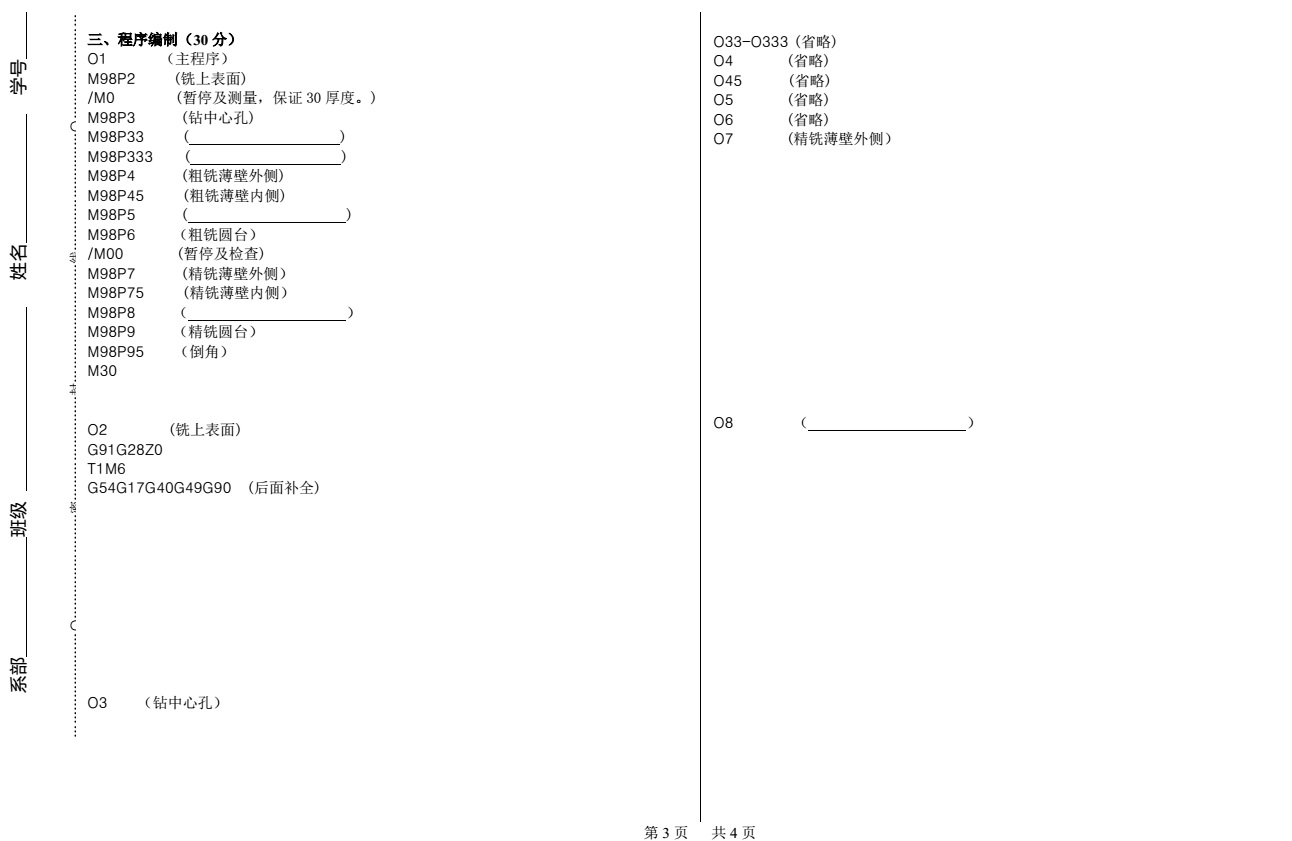 三、程序编制（30 分）
O1 （主程序）
M98P2 (铣上表面)
/M0 (暂停及测量，保证 30 厚度。)
M98P3 (钻中心孔)
M98P33 ( )
M98P333 ( )
M98P4 (粗铣薄壁外侧)
M98P45 (粗铣薄壁内侧)
M98P5 ( )
M98P6 （粗铣圆台）
/M00 (暂停及检查)
M98P7 (精铣薄壁外侧）
M98P75 (精铣薄壁内侧）
M98P8 ( )
M98P9 （精铣圆台）
M98P95 （倒角）
M30
O2 (铣上表面)
G91G28Z0
T1M6
G54G17G40G49G90 （后面补全）
O3 （钻中心孔）
O33-O333 (省略)
O4 (省略)
O45 (省略)
O5 (省略)
O6 (省略)
O7 (精铣薄壁外侧）
O8 ( )
第 3 页 共 4 页
学号
姓名
班级
系部
密
封
线